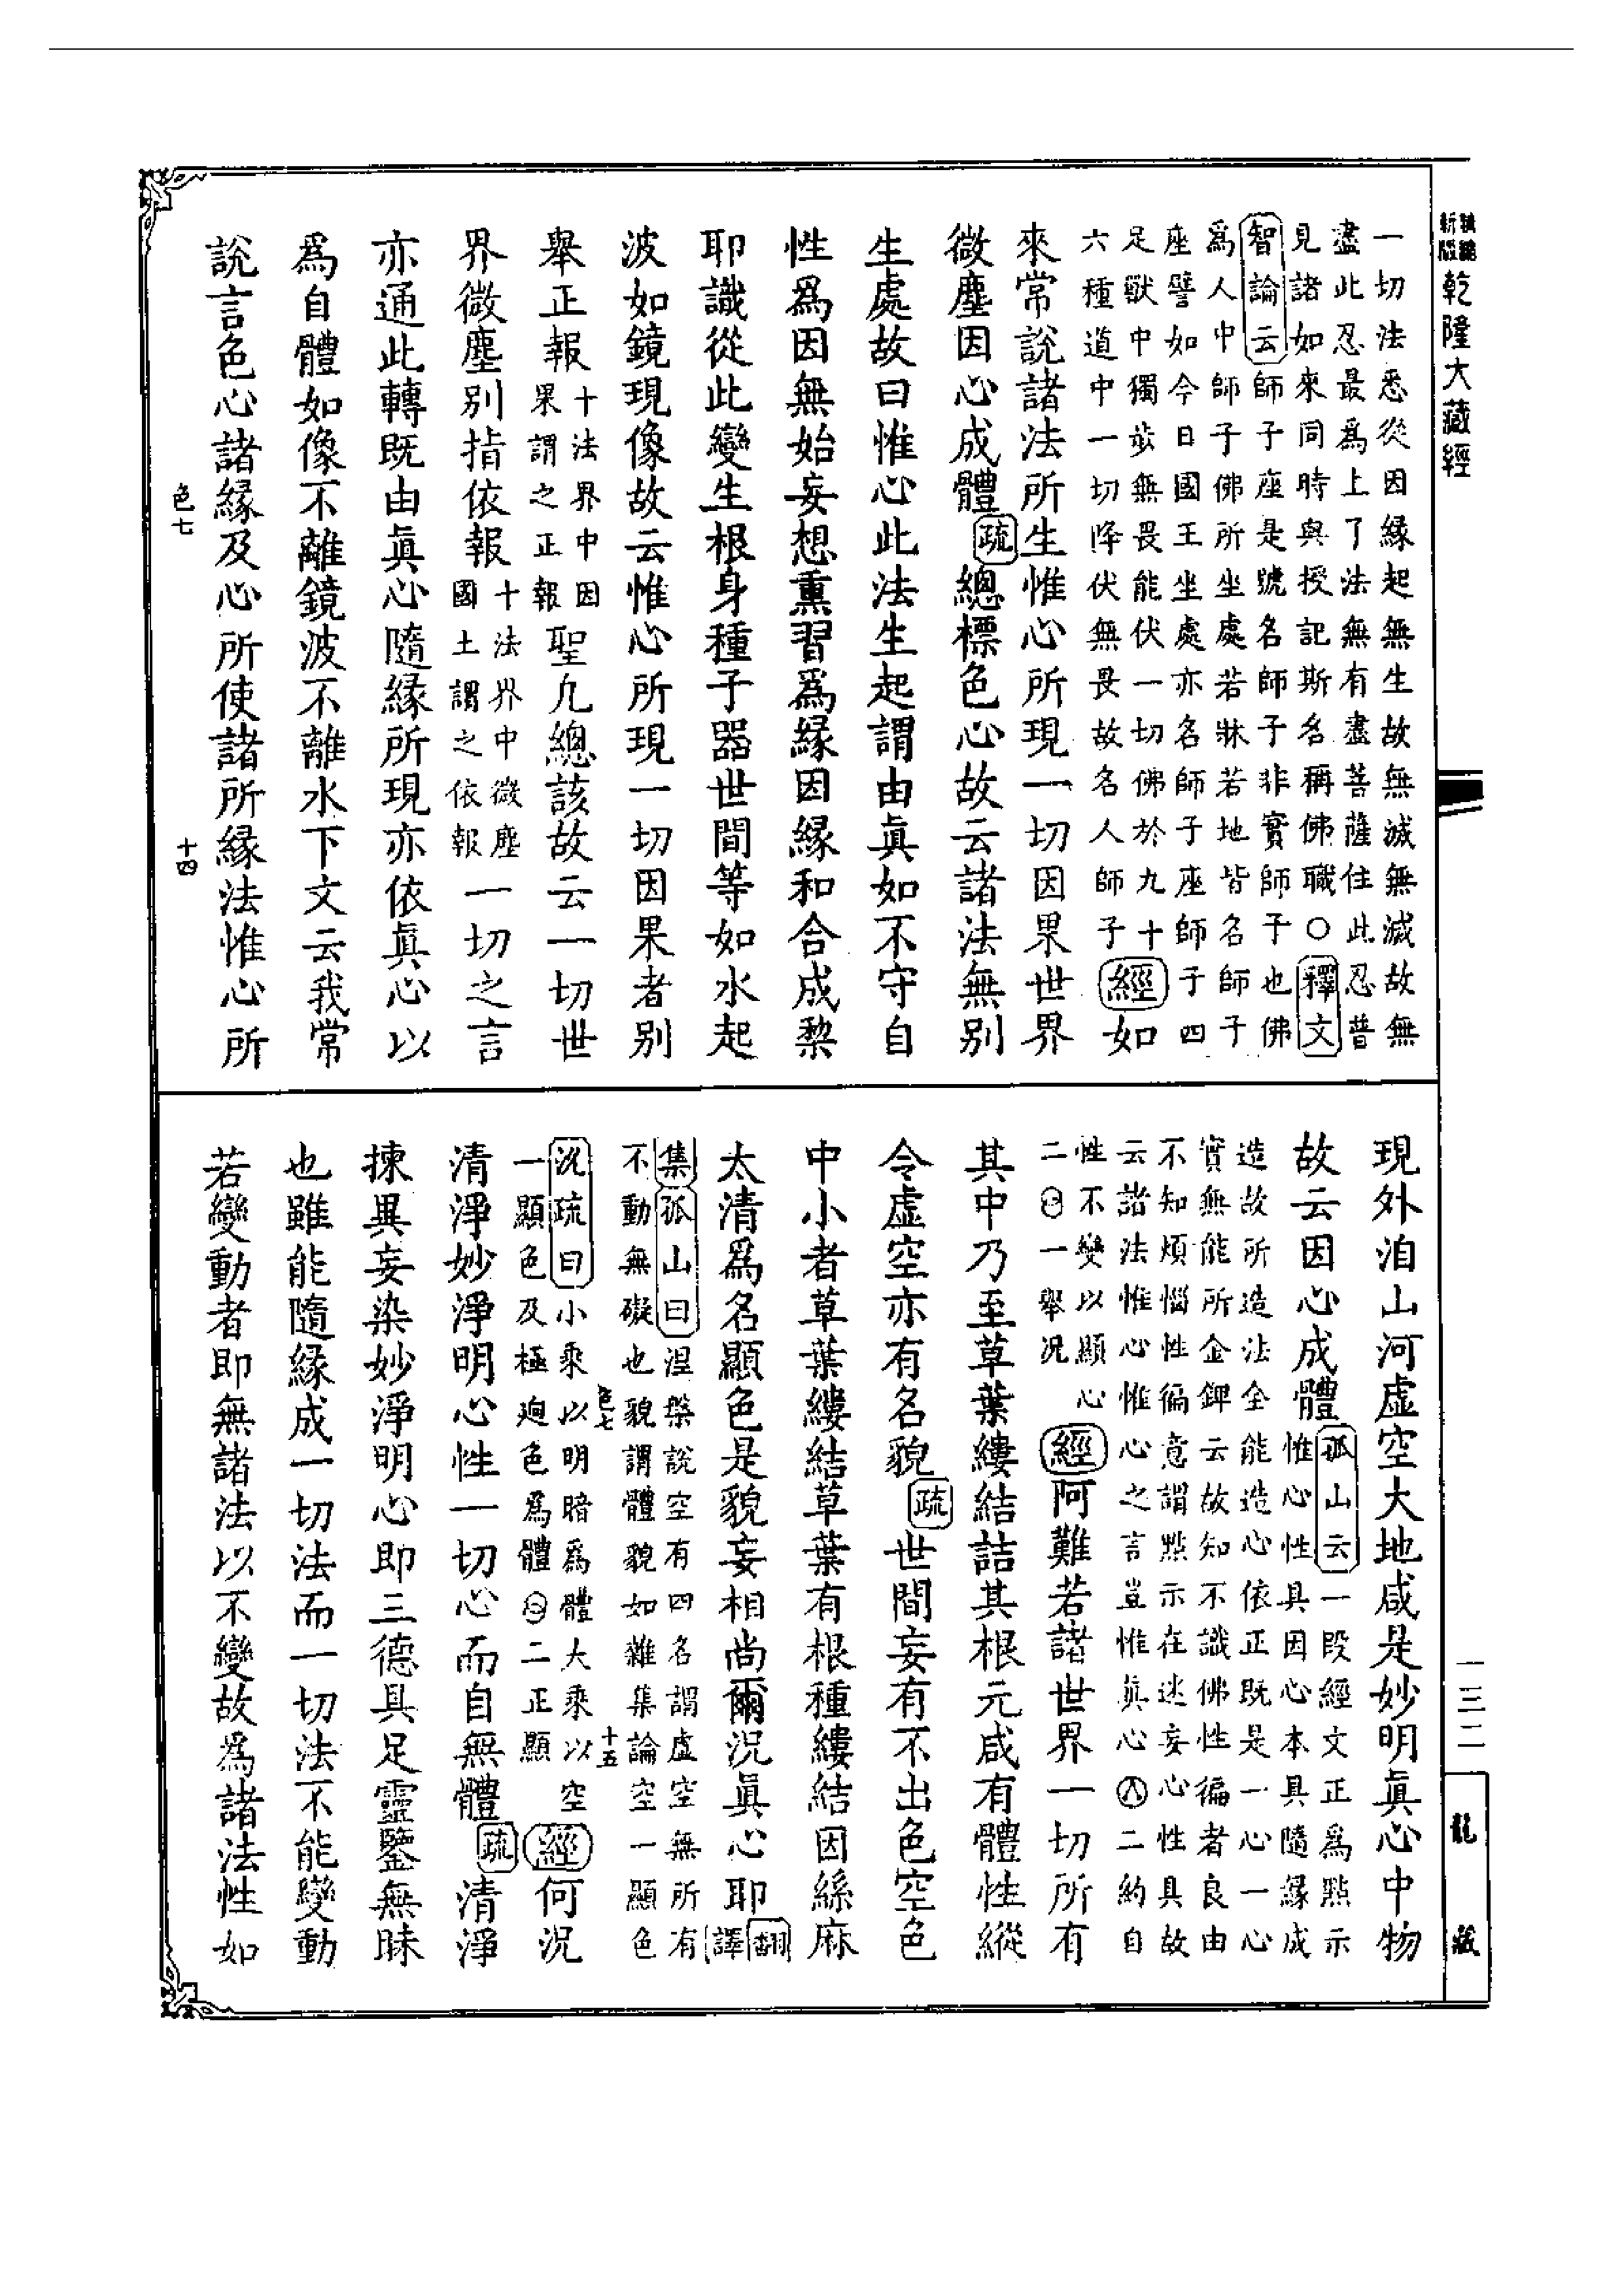 新編
縮版
乾隆大藏經
一切法悉從因緣起無生故無滅無滅故無
盡此忍最爲上了法無有盡菩薩住此忍普
見諸如來同時與授記斯名稱佛職○釋文
智論云師子座是號名師子非實師子也佛
爲人中師子佛所坐處若牀若地皆名師子
座譬如今日國王坐處亦名師子座師子四
足獸中獨步無畏能伏一切佛於九十
六種道中一切降伏無畏故名人師子經如
來常說諸法所生惟心所現一切因果世界
微塵因心成體疏總標色心故云諸法無別
生處故曰惟心此法生起謂由眞如不守自
性爲因無始妄想熏習爲緣因緣和合成黎
耶識從此變生根身種子器世間等如水起
波如鏡現像故云惟心所現一切因果者別
舉正報十法界中因
果謂之正報聖凡總該故云一切世
界微塵別指依報十法界中微塵
國土謂之依報一切之言
亦通此轉既由眞心隨緣所現亦依眞心以
爲自體如像不離鏡波不離水下文云我常
說言色心諸緣及心所使諸所緣法惟心所
色七
十四
現外洎山河虛空大地咸是妙明眞心中物
故云因心成體孤山云一段經文正爲點示
惟心性具因心本具隨緣成
造故所造法全能造心依正既是一心一心
實無能所金錍云故知不識佛性徧者良由
不知煩惱性徧意謂點示在迷妄心性具故
云諸法惟心惟心之言豈惟眞心㊇二約自
性不變以顯心
二㊀一舉況經阿難若諸世界一切所有
其中乃至草葉縷結詰其根元咸有體性縱
令虛空亦有名貌疏世間妄有不出色空色
中小者草葉縷結草葉有根種縷結因絲麻
太清爲名顯色是貌妄相尚爾況眞心耶翻譯
集孤山曰涅槃說空有四名謂虛空無所有
不動無礙也貌謂體貌如雜集論空一顯色
沇疏曰小乘以明暗爲體大乘以空
一顯色及極逈色爲體㊁二正顯經何況
清淨妙淨明心性一切心而自無體疏清淨
揀異妄染妙淨明心即三德具足靈鑒無昧
也雖能隨緣成一切法而一切法不能變動
若變動者即無諸法以不變故爲諸法性如
色七
十五
一三二
龍藏